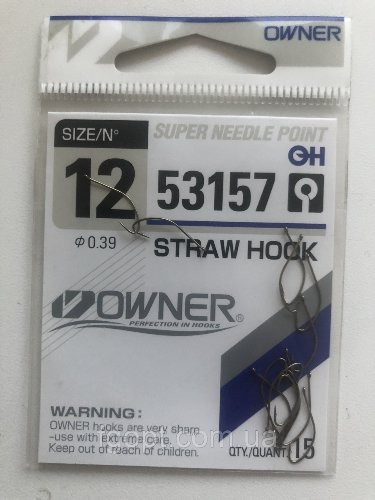 OWNER
SIZE/N°
SUPER NEEDLE POINT
OH
12
53157
Ø 0.39
STRAW HOOK
OWNER®
PERFECTION IN HOOKS
WARNING:
OWNER hooks are very sharp
-use with extreme care.
Keep out of reach of children.
QTY./QUANT 15